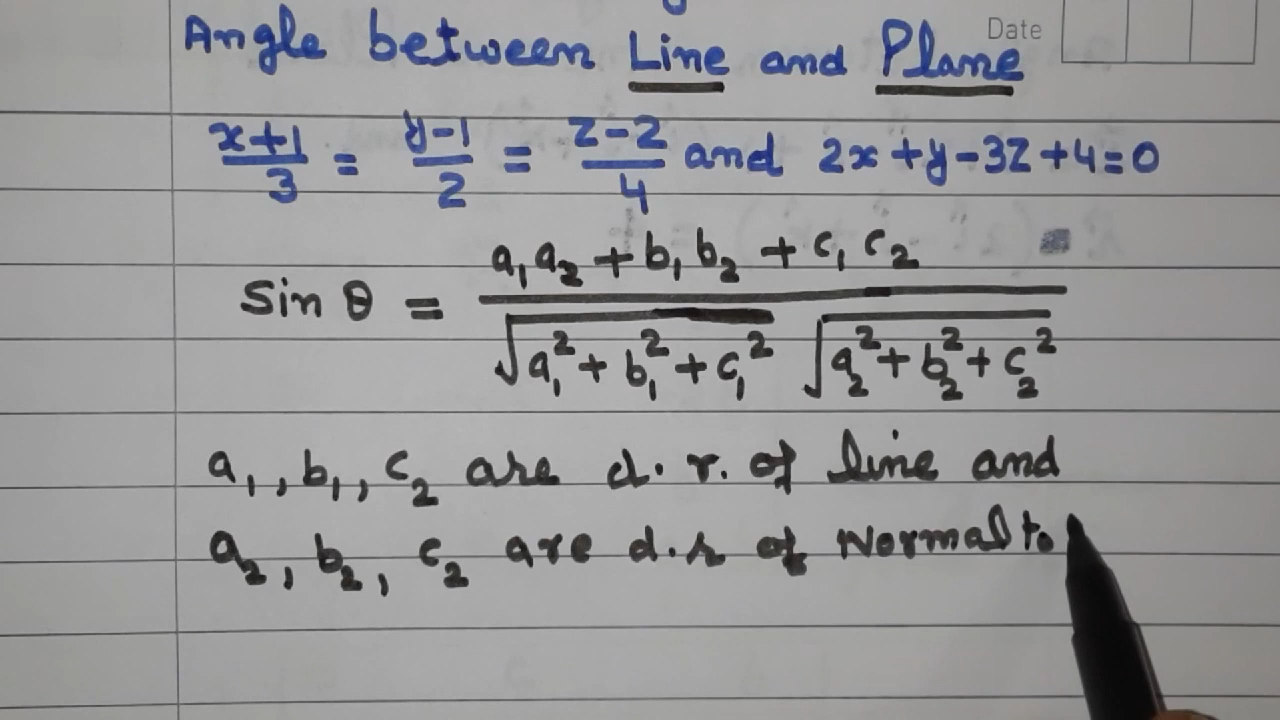 Date
Angle between Line and Plane
x+1/3 = y-1/2 = z-2/4 and 2x+y-3z+4=0
Sin θ = a₁a₂ + b₁b₂ + c₁c₂ / √a₁² + b₁² + c₁² √a₂² + b₂² + c₂²
a₁, b₁, c₂ are d.r. of line and
a₂, b₂, c₂ are d.r of Normal to